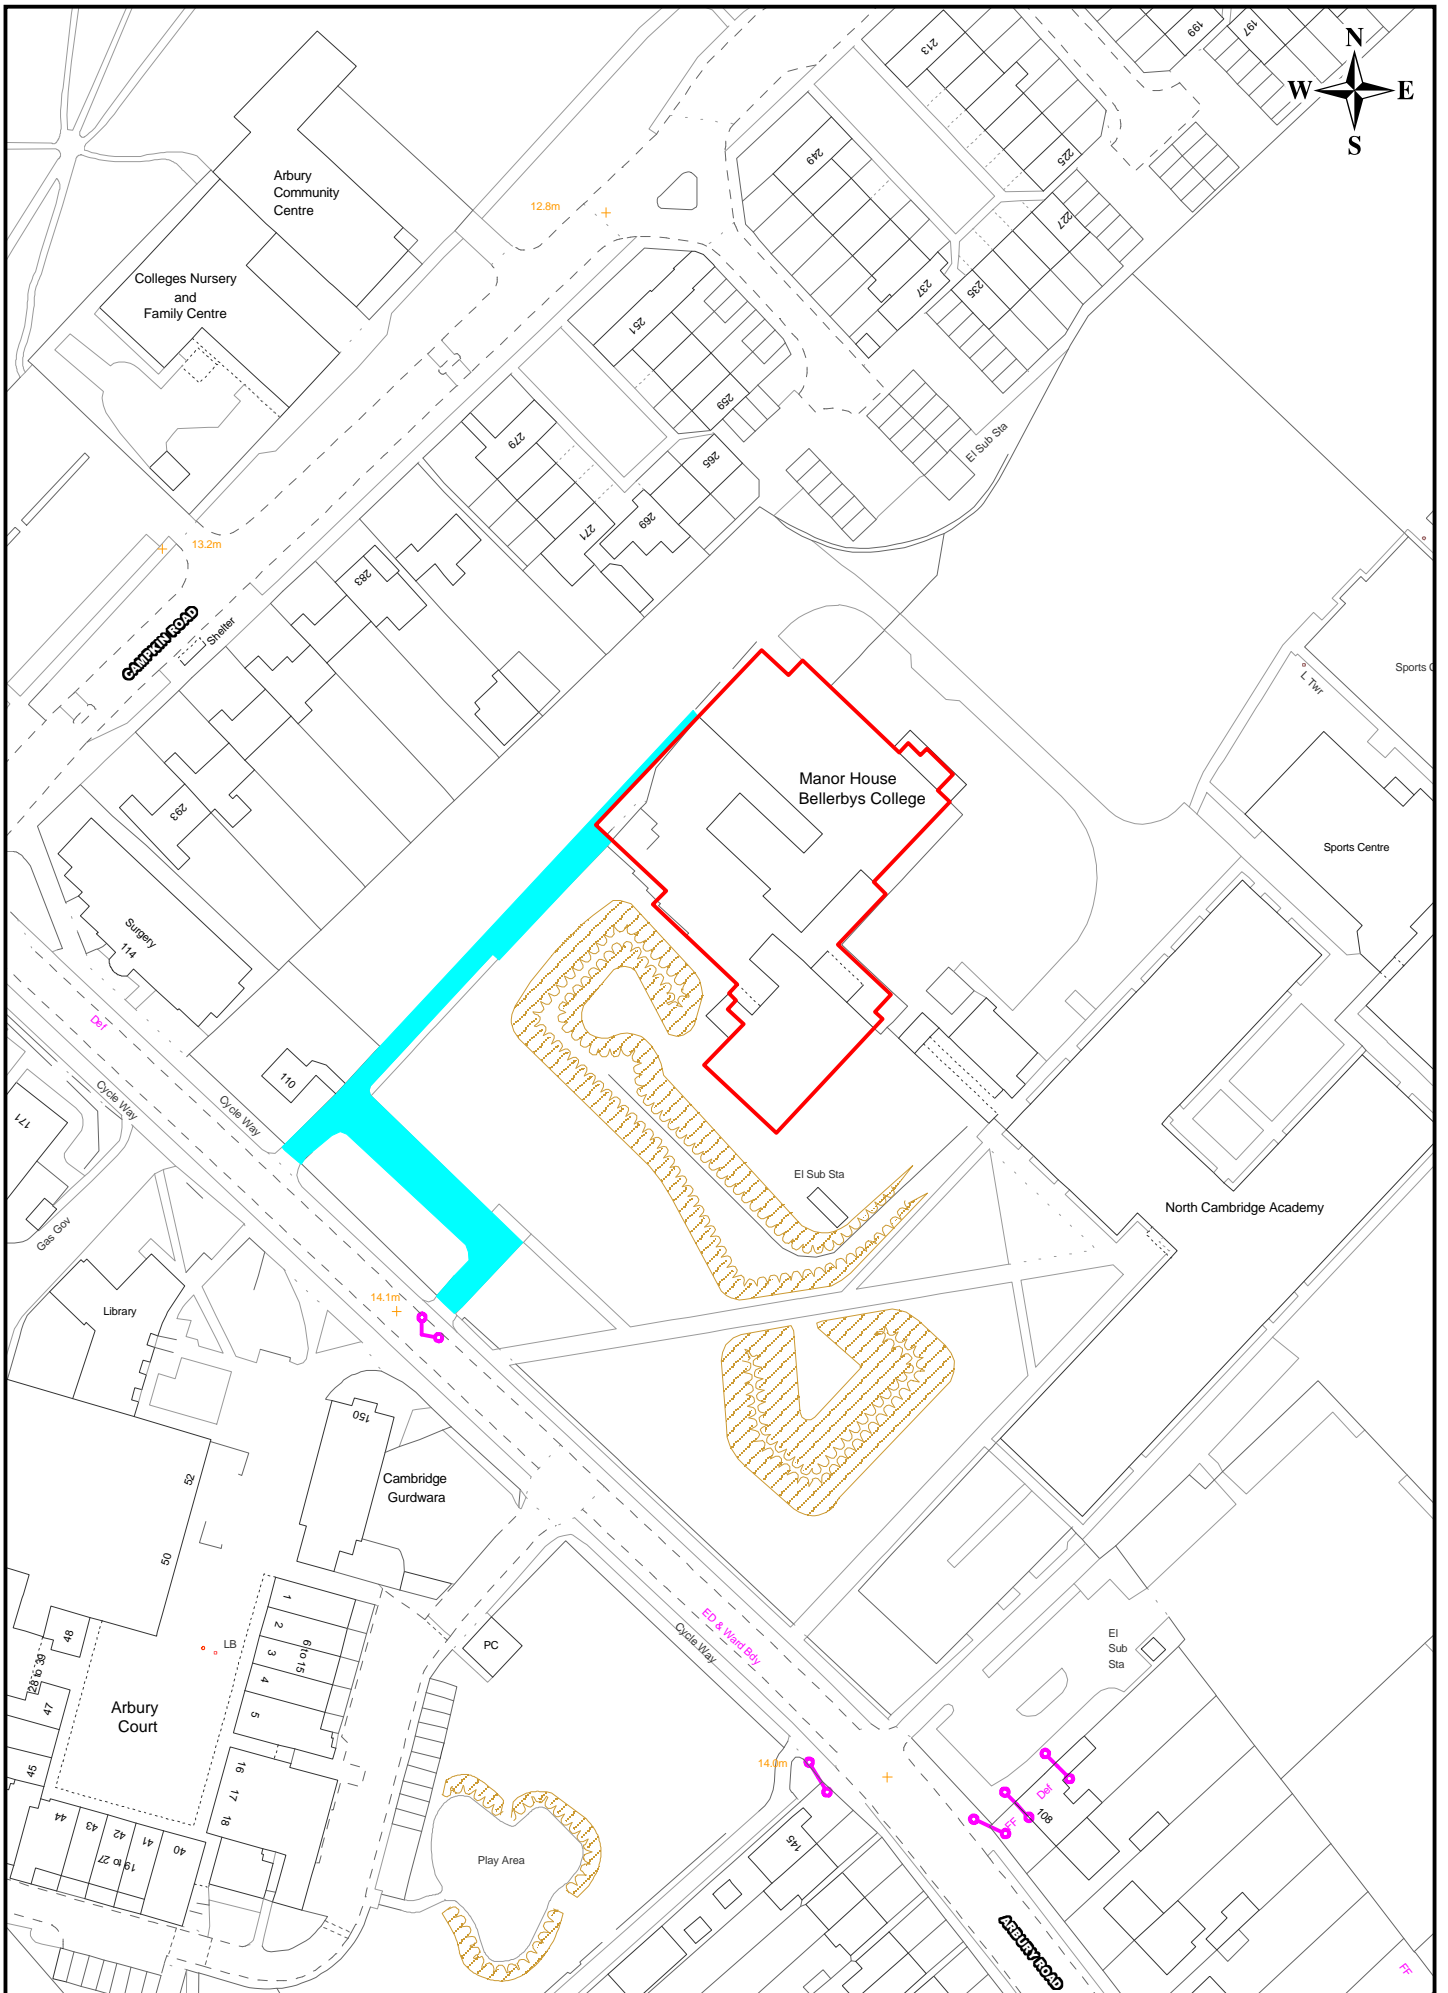 N
W E
S
213
199
197
249
225
227
237
235
Arbury
Community
Centre
12.8m
Colleges Nursery
and
Family Centre
251
259
279
265
269
271
El Sub Sta
13.2m
283
CAMPKIN ROAD
Shelter
293
L Twr
Sports
Manor House
Bellerbys College
Sports Centre
Surgery
114
Def
110
Cycle Way
Cycle Way
171
Gas Gov
El Sub Sta
North Cambridge Academy
Library
14.1m
150
Cambridge
Gurdwara
52
50
ED & Ward Bdy
Cycle Way
PC
LB
48
28 to 39
47
45
1
2
3
4
5
6 to 15
Arbury
Court
El
Sub
Sta
14.0m
Def
FF
108
16
17
18
44
43
42
41
40
19 to 27
Play Area
145
ARBURY ROAD
FF